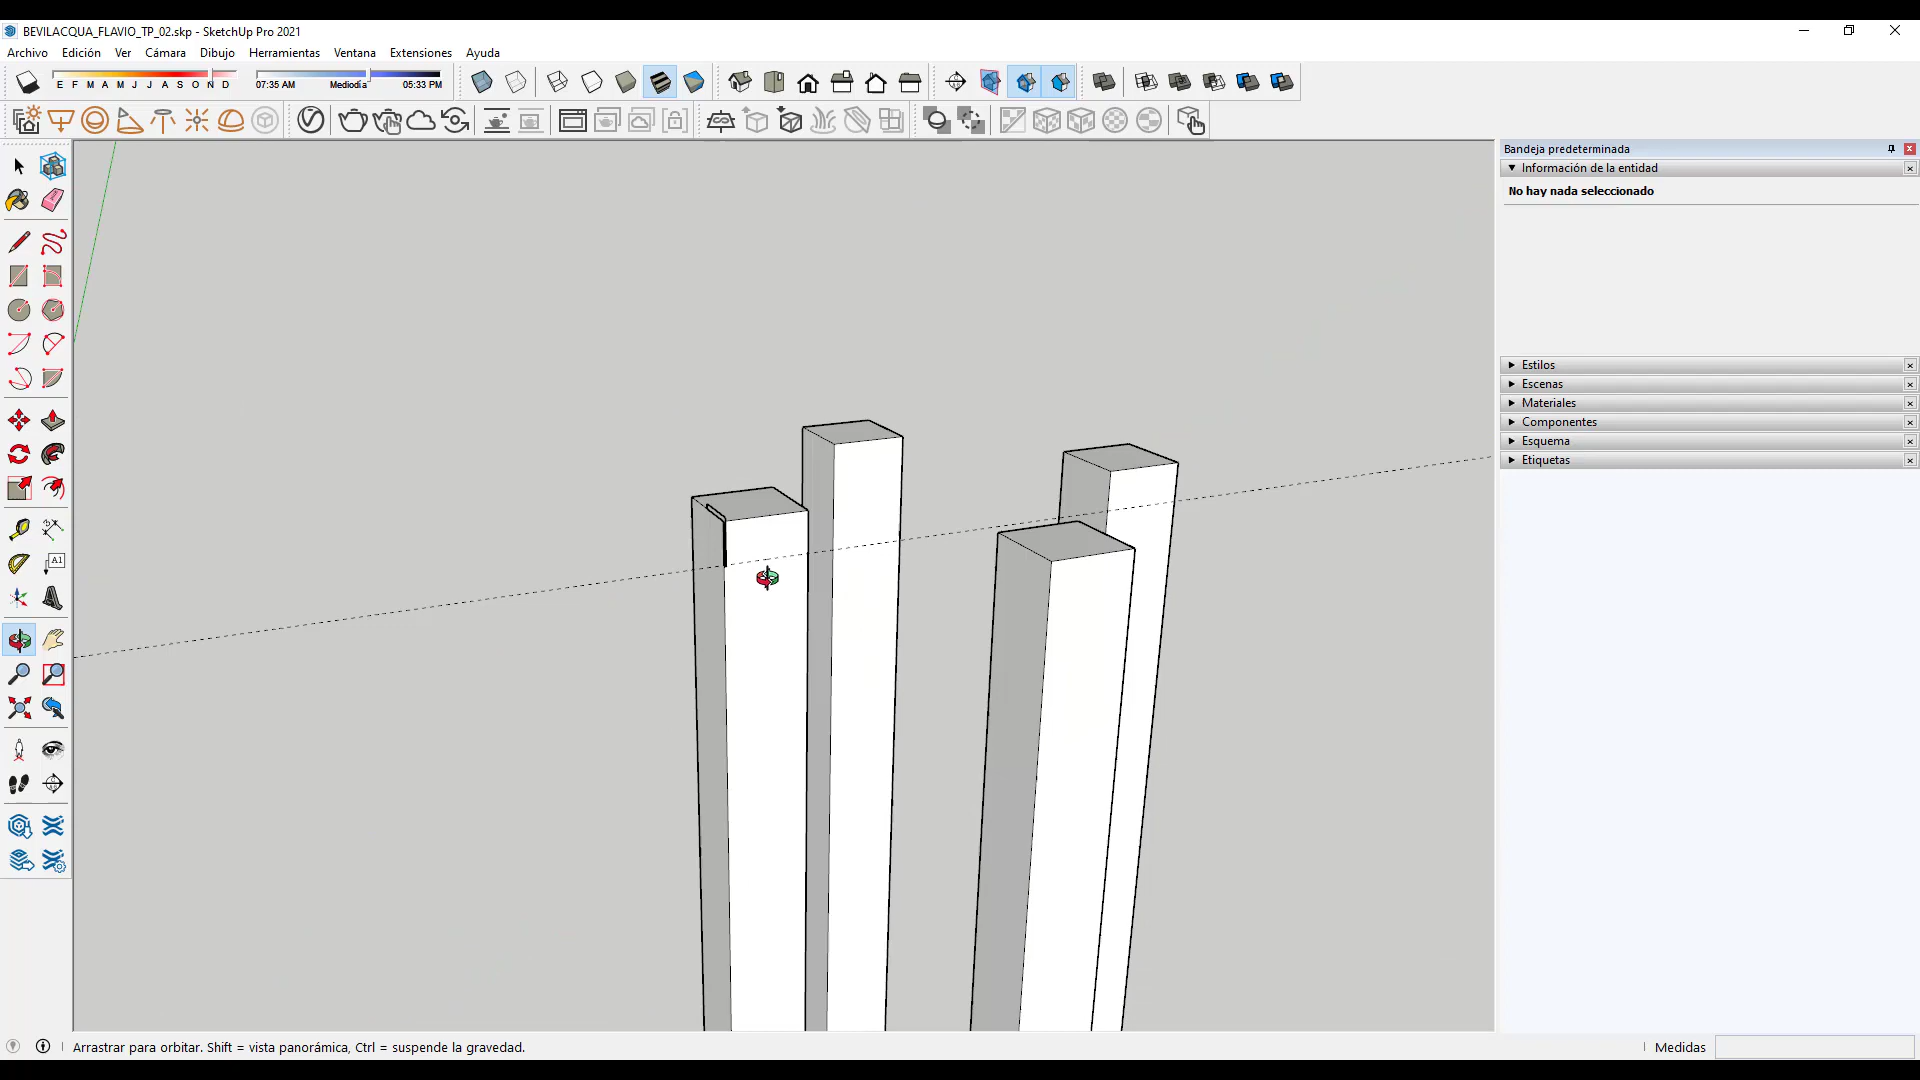 BEVILACQUA_FLAVIO_TP_02.skp - SketchUp Pro 2021
Archivo Edición Ver Cámara Dibujo Herramientas Ventana Extensiones Ayuda
E F M A M J J A S O N D 07:35 AM Mediodía 05:33 PM
Bandeja predeterminada
Información de la entidad
No hay nada seleccionado
Estilos
Escenas
Materiales
Componentes
Esquema
Etiquetas
A1
Arrastrar para orbitar. Shift = vista panorámica, Ctrl = suspende la gravedad.
Medidas